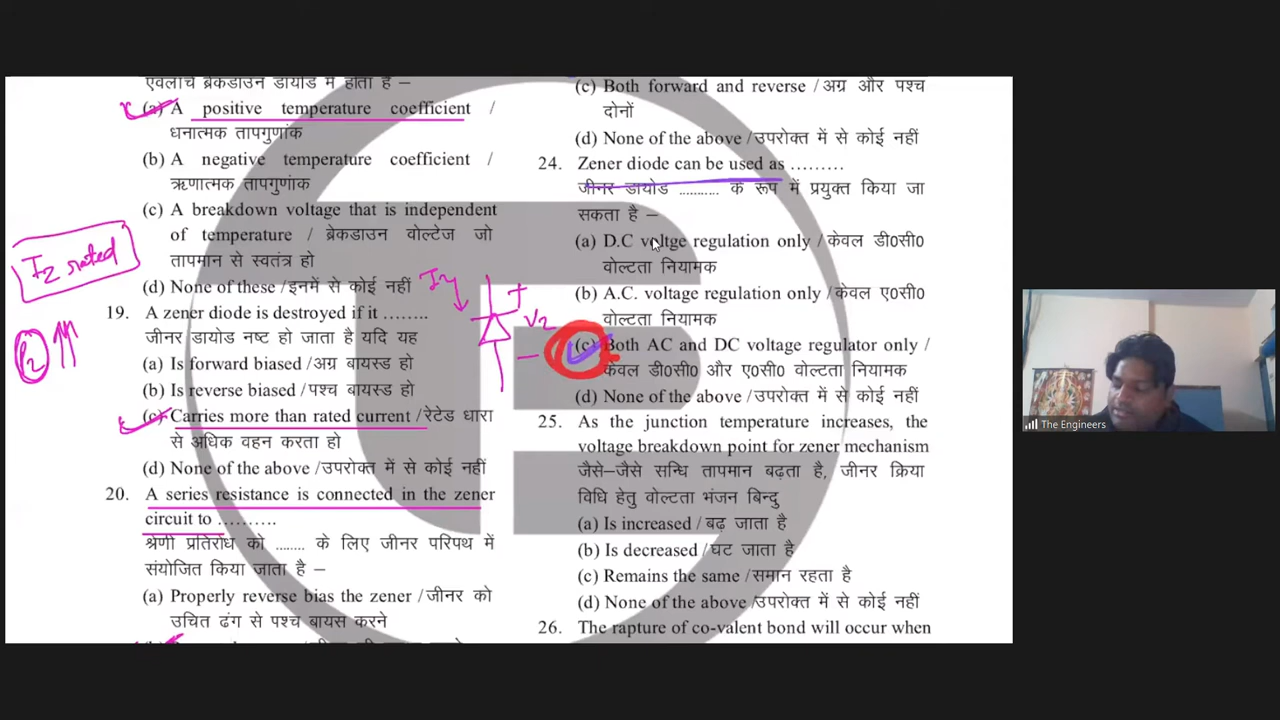 एवलांचे ब्रेकडाउन डायोड में होता है –
(a) A positive temperature coefficient /
धनात्मक तापगुणांक
(b) A negative temperature coefficient /
ऋणात्मक तापगुणांक
(c) A breakdown voltage that is independent
of temperature / ब्रेकडाउन वोल्टेज जो
तापमान से स्वतंत्र हो
(d) None of these /इनमें से कोई नहीं
19. A zener diode is destroyed if it ........
जीनर डायोड नष्ट हो जाता है यदि यह
(a) Is forward biased /अग्र बायस्ड हो
(b) Is reverse biased /पश्च बायस्ड हो
(c) Carries more than rated current /रेटेड धारा
से अधिक वहन करता हो
(d) None of the above /उपरोक्त में से कोई नहीं
20. A series resistance is connected in the zener
circuit to ..........
श्रेणी प्रतिरोध को ........ के लिए जीनर परिपथ में
संयोजित किया जाता है –
(a) Properly reverse bias the zener /जीनर को
उचित ढंग से पश्च बायस करने
Iz rated
Pz
Iz
+
Vz
–
(c) Both forward and reverse /अग्र और पश्च
दोनों
(d) None of the above /उपरोक्त में से कोई नहीं
24. Zener diode can be used as .........
जीनर डायोड ........... के रूप में प्रयुक्त किया जा
सकता है –
(a) D.C voltge regulation only /केवल डी0सी0
वोल्टता नियामक
(b) A.C. voltage regulation only /केवल ए0सी0
वोल्टता नियामक
(c) Both AC and DC voltage regulator only /
केवल डी0सी0 और ए0सी0 वोल्टता नियामक
(d) None of the above /उपरोक्त में से कोई नहीं
25. As the junction temperature increases, the
voltage breakdown point for zener mechanism
जैसे–जैसे सन्धि तापमान बढ़ता है, जीनर क्रिया
विधि हेतु वोल्टता भंजन बिन्दु
(a) Is increased /बढ़ जाता है
(b) Is decreased /घट जाता है
(c) Remains the same /समान रहता है
(d) None of the above /उपरोक्त में से कोई नहीं
26. The rapture of co-valent bond will occur when
The Engineers